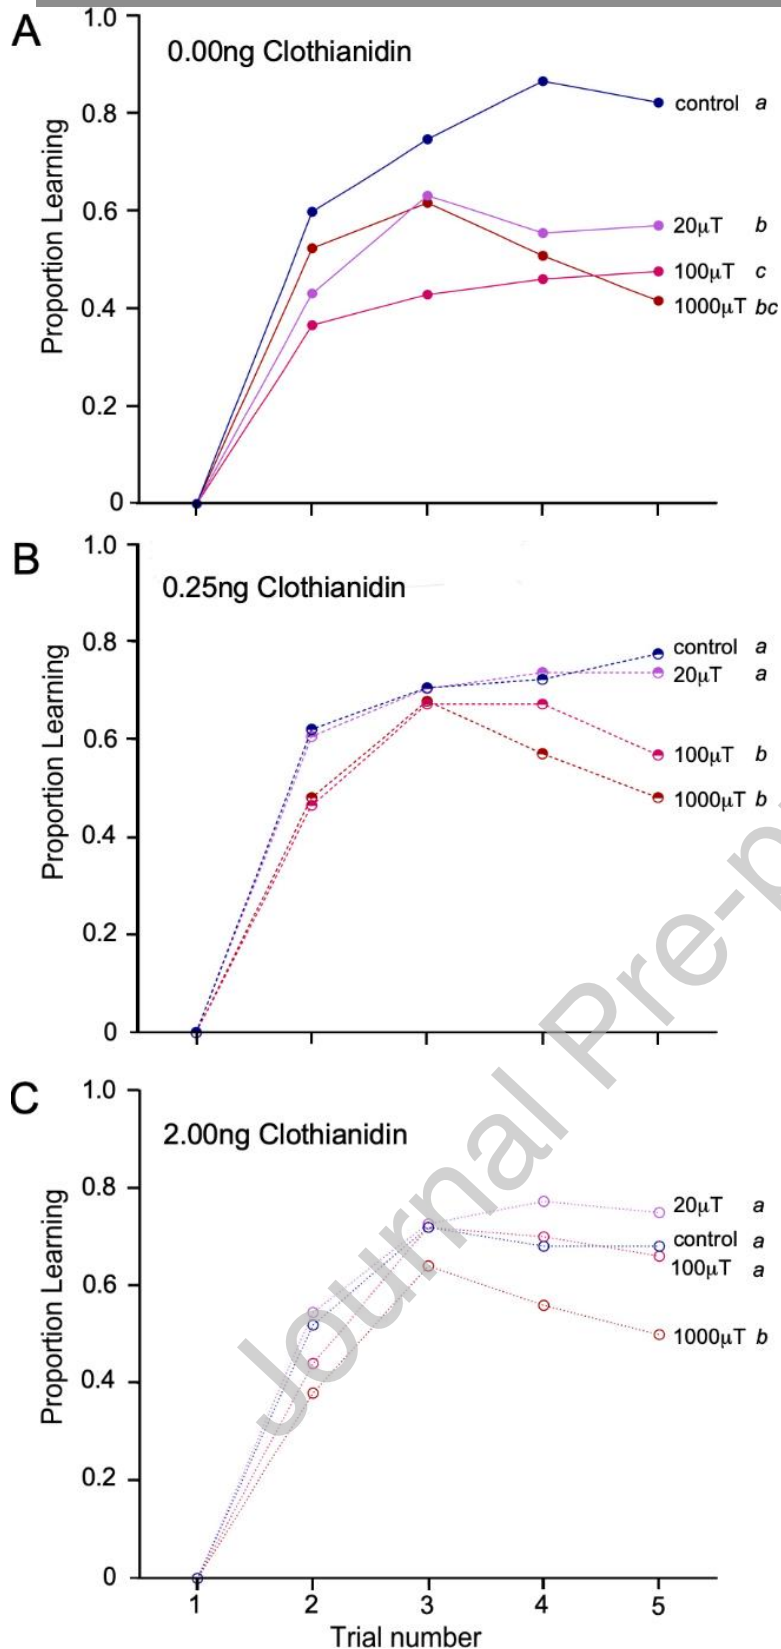 A
0.00ng Clothianidin
1.0
0.8
0.6
0.4
0.2
0
Proportion Learning
control a
20μT b
100μT c
1000μT bc
B
0.25ng Clothianidin
1.0
0.8
0.6
0.4
0.2
0
Proportion Learning
control a
20μT a
100μT b
1000μT b
C
2.00ng Clothianidin
1.0
0.8
0.6
0.4
0.2
0
Proportion Learning
20μT a
control a
100μT a
1000μT b
1 2 3 4 5
Trial number
Journal Pre-p